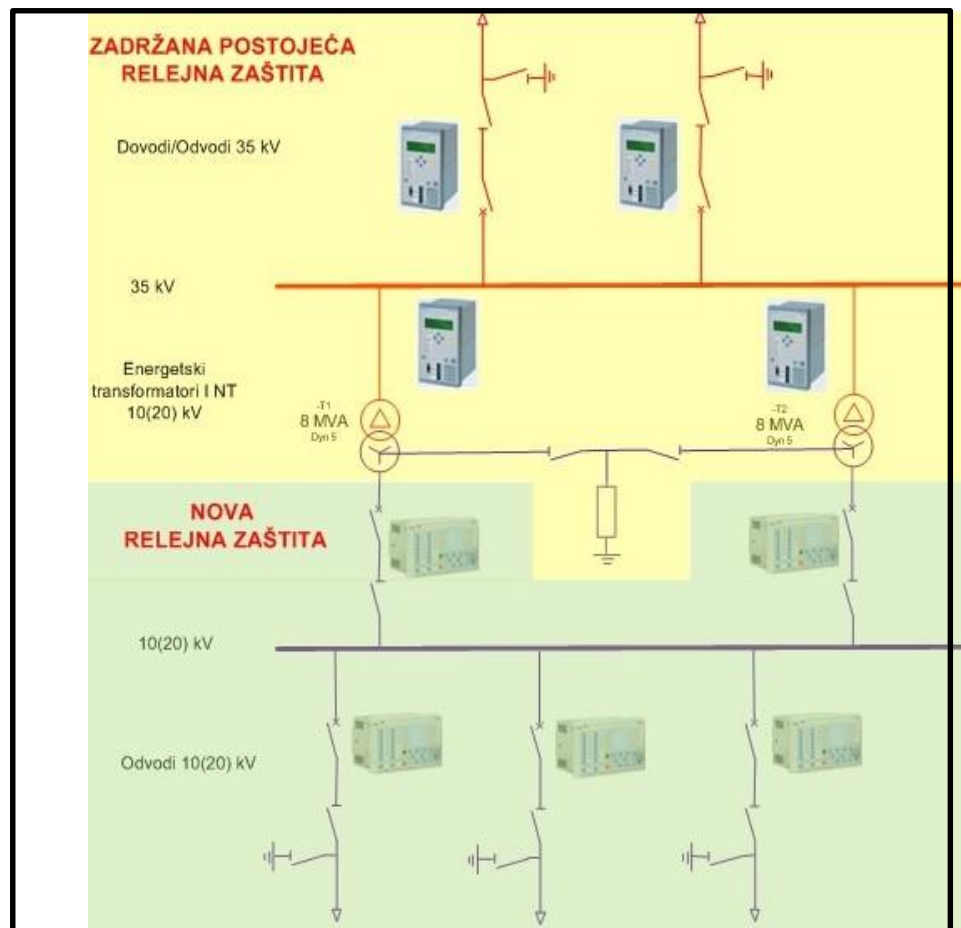 ZADRŽANA POSTOJEĆA
RELEJNA ZAŠTITA
Dovodi/Odvodi 35 kV
35 kV
Energetski
transformatori I NT
10(20) kV
-T1
8 MVA
Dyn 5
-T2
8 MVA
Dyn 5
NOVA
RELEJNA ZAŠTITA
10(20) kV
Odvodi 10(20) kV